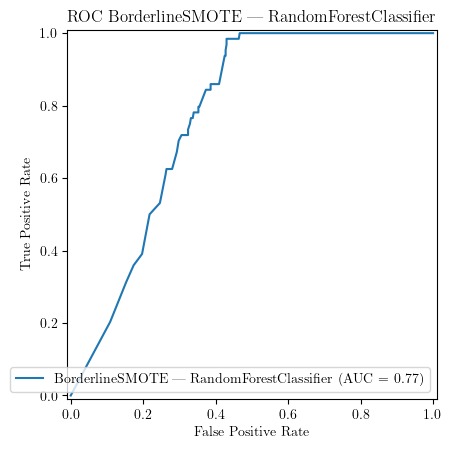 ROC BorderlineSMOTE — RandomForestClassifier
1.0
0.8
0.6
0.4
0.2
0.0
True Positive Rate
BorderlineSMOTE — RandomForestClassifier (AUC = 0.77)
0.0 0.2 0.4 0.6 0.8 1.0
False Positive Rate